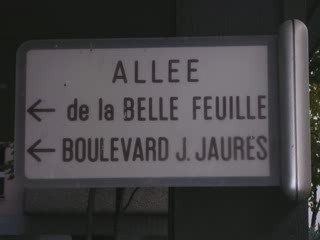 ALLEE
← de la BELLE FEUILLE
← BOULEVARD J. JAURES